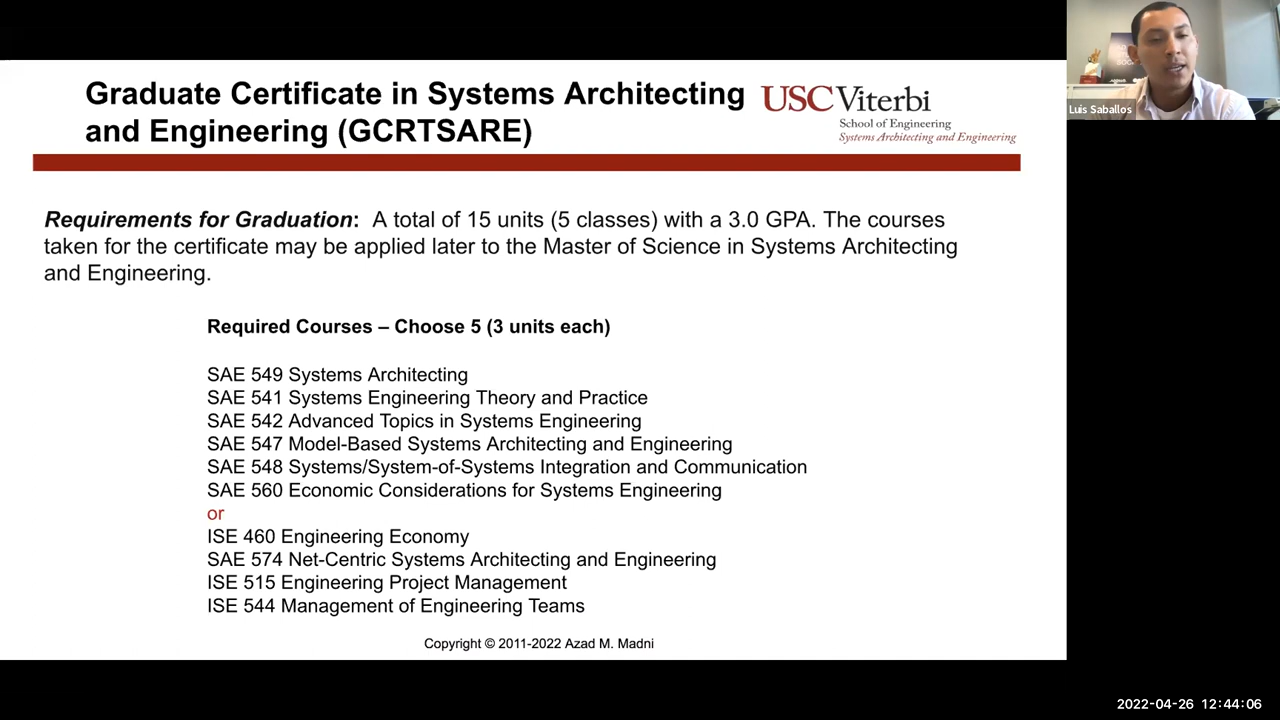 Graduate Certificate in Systems Architecting
and Engineering (GCRTSARE)
USC Viterbi
School of Engineering
Systems Architecting and Engineering
Luis Saballos
Requirements for Graduation: A total of 15 units (5 classes) with a 3.0 GPA. The courses
taken for the certificate may be applied later to the Master of Science in Systems Architecting
and Engineering.
Required Courses – Choose 5 (3 units each)
SAE 549 Systems Architecting
SAE 541 Systems Engineering Theory and Practice
SAE 542 Advanced Topics in Systems Engineering
SAE 547 Model-Based Systems Architecting and Engineering
SAE 548 Systems/System-of-Systems Integration and Communication
SAE 560 Economic Considerations for Systems Engineering
or
ISE 460 Engineering Economy
SAE 574 Net-Centric Systems Architecting and Engineering
ISE 515 Engineering Project Management
ISE 544 Management of Engineering Teams
Copyright © 2011-2022 Azad M. Madni
2022-04-26 12:44:06